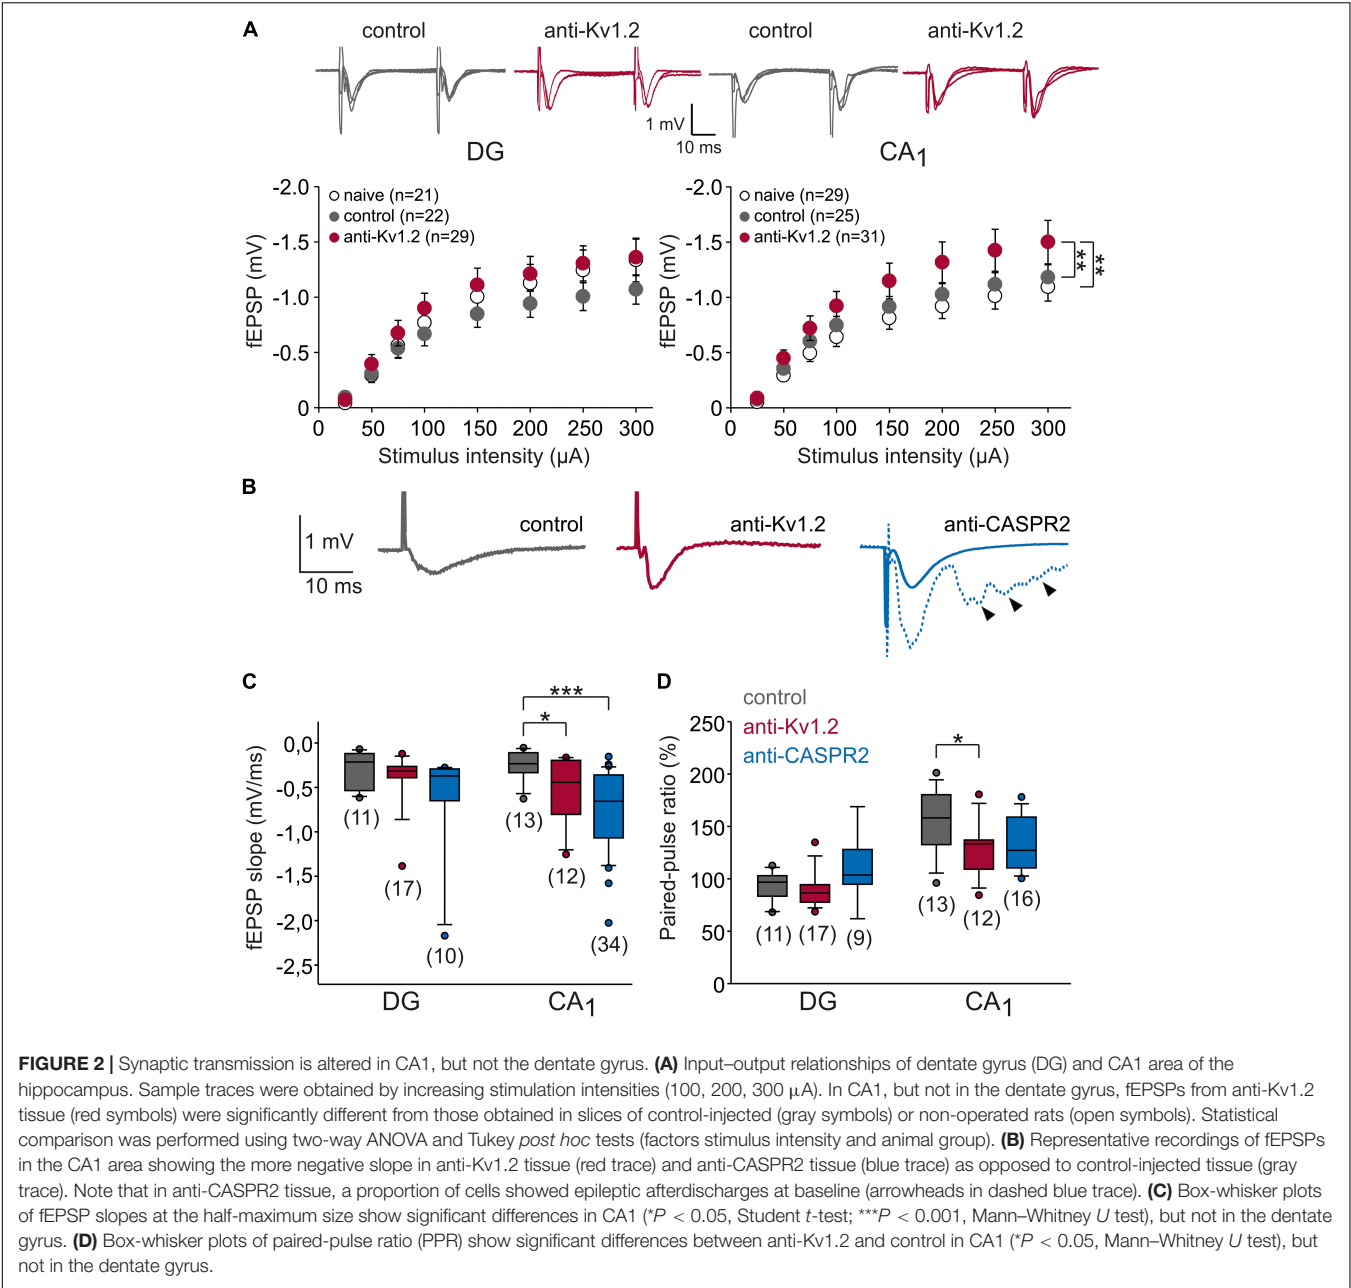 A
control
anti-Kv1.2
control
anti-Kv1.2
1 mV
10 ms
DG
CA1
-2.0
-1.5
-1.0
-0.5
0
fEPSP (mV)
naive (n=21)
control (n=22)
anti-Kv1.2 (n=29)
0 50 100 150 200 250 300
Stimulus intensity (µA)
-2.0
-1.5
-1.0
-0.5
0
fEPSP (mV)
naive (n=29)
control (n=25)
anti-Kv1.2 (n=31)
**
**
0 50 100 150 200 250 300
Stimulus intensity (µA)
B
1 mV
10 ms
control
anti-Kv1.2
anti-CASPR2
C
0,0
-0,5
-1,0
-1,5
-2,0
-2,5
fEPSP slope (mV/ms)
***
*
(11)
(17)
(10)
(13)
(12)
(34)
DG
CA1
D
control
anti-Kv1.2
anti-CASPR2
250
200
150
100
50
0
Paired-pulse ratio (%)
*
(11)
(17)
(9)
(13)
(12)
(16)
DG
CA1
FIGURE 2 | Synaptic transmission is altered in CA1, but not the dentate gyrus. (A) Input–output relationships of dentate gyrus (DG) and CA1 area of the
hippocampus. Sample traces were obtained by increasing stimulation intensities (100, 200, 300 µA). In CA1, but not in the dentate gyrus, fEPSPs from anti-Kv1.2
tissue (red symbols) were significantly different from those obtained in slices of control-injected (gray symbols) or non-operated rats (open symbols). Statistical
comparison was performed using two-way ANOVA and Tukey post hoc tests (factors stimulus intensity and animal group). (B) Representative recordings of fEPSPs
in the CA1 area showing the more negative slope in anti-Kv1.2 tissue (red trace) and anti-CASPR2 tissue (blue trace) as opposed to control-injected tissue (gray
trace). Note that in anti-CASPR2 tissue, a proportion of cells showed epileptic afterdischarges at baseline (arrowheads in dashed blue trace). (C) Box-whisker plots
of fEPSP slopes at the half-maximum size show significant differences in CA1 (*P < 0.05, Student t-test; ***P < 0.001, Mann–Whitney U test), but not in the dentate
gyrus. (D) Box-whisker plots of paired-pulse ratio (PPR) show significant differences between anti-Kv1.2 and control in CA1 (*P < 0.05, Mann–Whitney U test), but
not in the dentate gyrus.